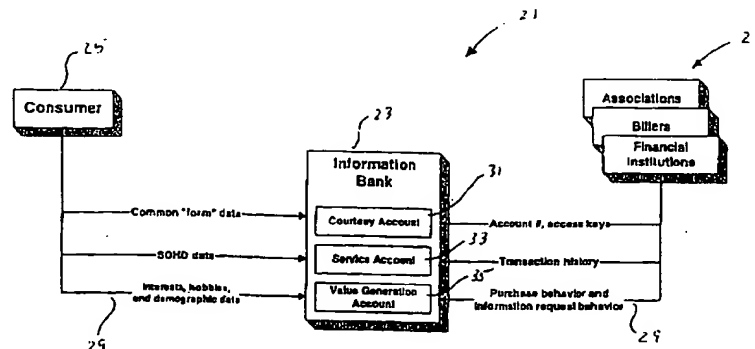 21
2
25
Consumer
Associations
Billers
Financial
Institutions
23
Information
Bank
31
Common "form" data
Courtesy Account
Account #, access keys
33
SOHO data
Service Account
Transaction history
35
Interests, hobbies,
and demographic data
Value Generation
Account
Purchase behavior and
information request behavior
29
29